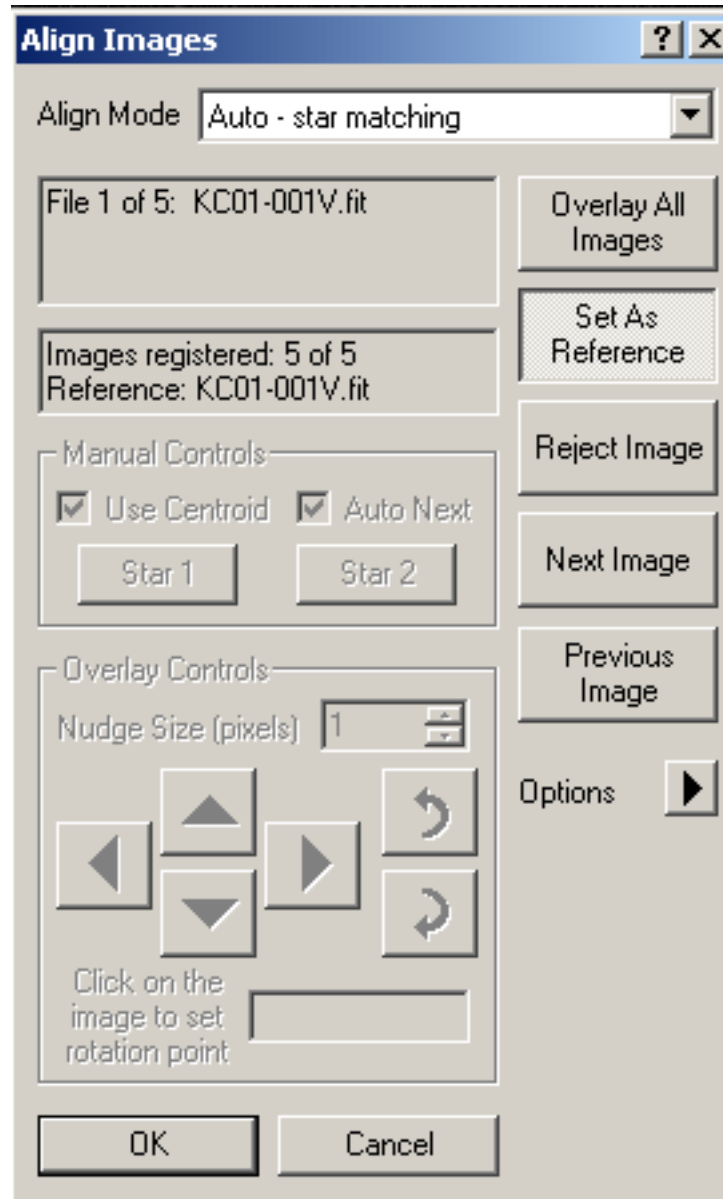 Align Images
Align Mode Auto - star matching
File 1 of 5: KC01-001V.fit
Overlay All
Images
Set As
Reference
Images registered: 5 of 5
Reference: KC01-001V.fit
Reject Image
Manual Controls
Use Centroid Auto Next
Star 1 Star 2
Next Image
Previous
Image
Overlay Controls
Nudge Size (pixels) 1
Options
Click on the
image to set
rotation point
OK Cancel